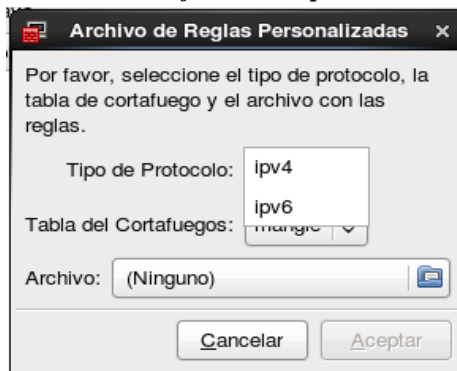 Archivo de Reglas Personalizadas
Por favor, seleccione el tipo de protocolo, la
tabla de cortafuego y el archivo con las
reglas.
Tipo de Protocolo: ipv4
ipv6
Tabla del Cortafuegos: mangle
Archivo: (Ninguno)
Cancelar Aceptar